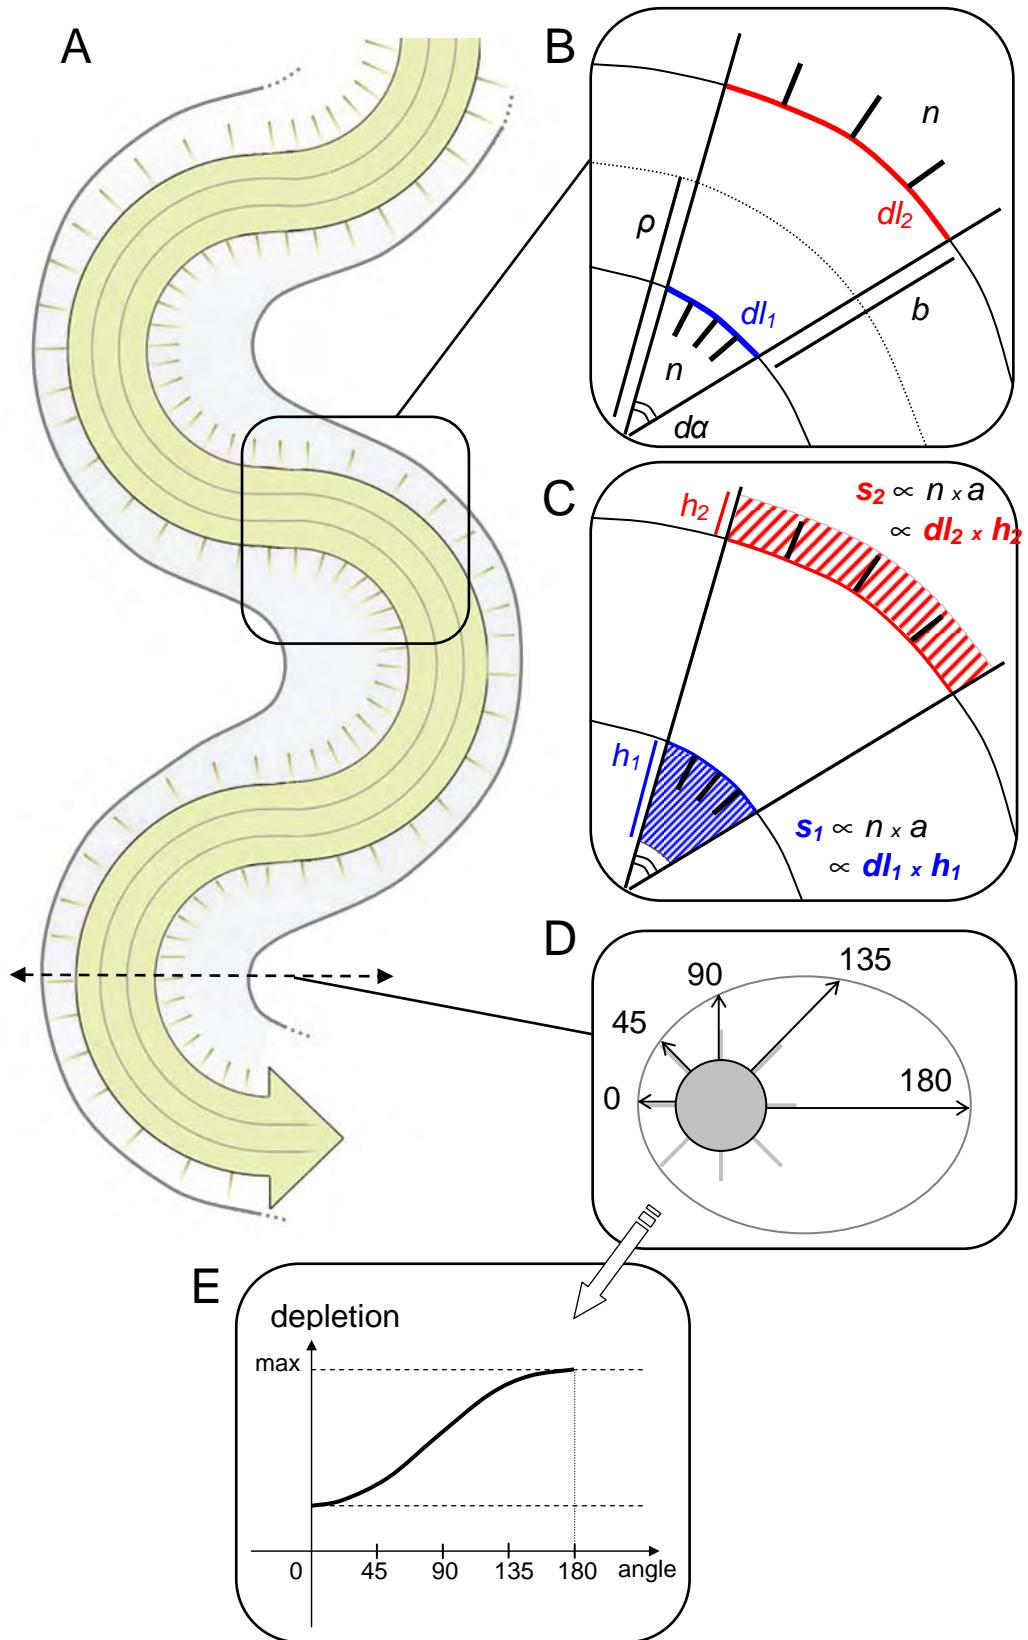 A
B
n
dl2
ρ
dl1
b
n
dα
C
s2 ∝ n x a
h2
∝ dl2 x h2
h1
s1 ∝ n x a
∝ dl1 x h1
D
135
90
45
180
0
E
depletion
max
0 45 90 135 180 angle